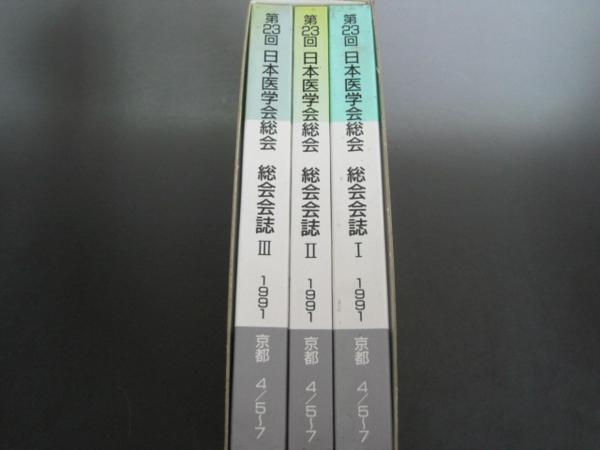 第23回 日本医学会総会 総会会誌 Ⅲ 1991 京都 4/5~7
第23回 日本医学会総会 総会会誌 Ⅱ 1991 京都 4/5~7
第23回 日本医学会総会 総会会誌 Ⅰ 1991 京都 4/5~7